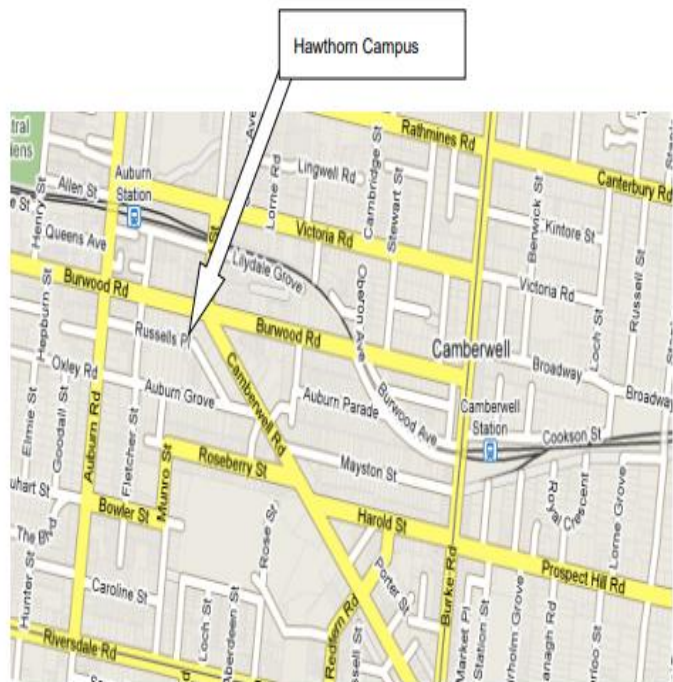 Hawthorn Campus
Rathmines Rd
Canterbury Rd
Lingwell Rd
Cambridge St
Stewart St
Lorne Rd
Auburn
Station
Allen St
Henry St
Queens Ave
Victoria Rd
Berwick St
Kintore St
Russell St
Lilydale Grove
Oberon Ave
Victoria Rd
Loch St
Burwood Rd
Hepburn St
Russells Pl
Burwood Rd
Camberwell
Broadway
Broadway
Oxley Rd
Auburn Grove
Camberwell Rd
Auburn Parade
Burwood Ave
Camberwell
Station
Cookson St
Elmie St
Goodall St
Auburn Rd
Fletcher St
Munro St
Roseberry St
Mayston St
Royal Crescent
Lorne Grove
Bowler St
Rose St
Harold St
Prospect Hill Rd
Hunter St
Caroline St
Loch St
Aberdeen St
Redfern Rd
Porter St
Burke Rd
Market Pl
Station St
Riversdale Rd